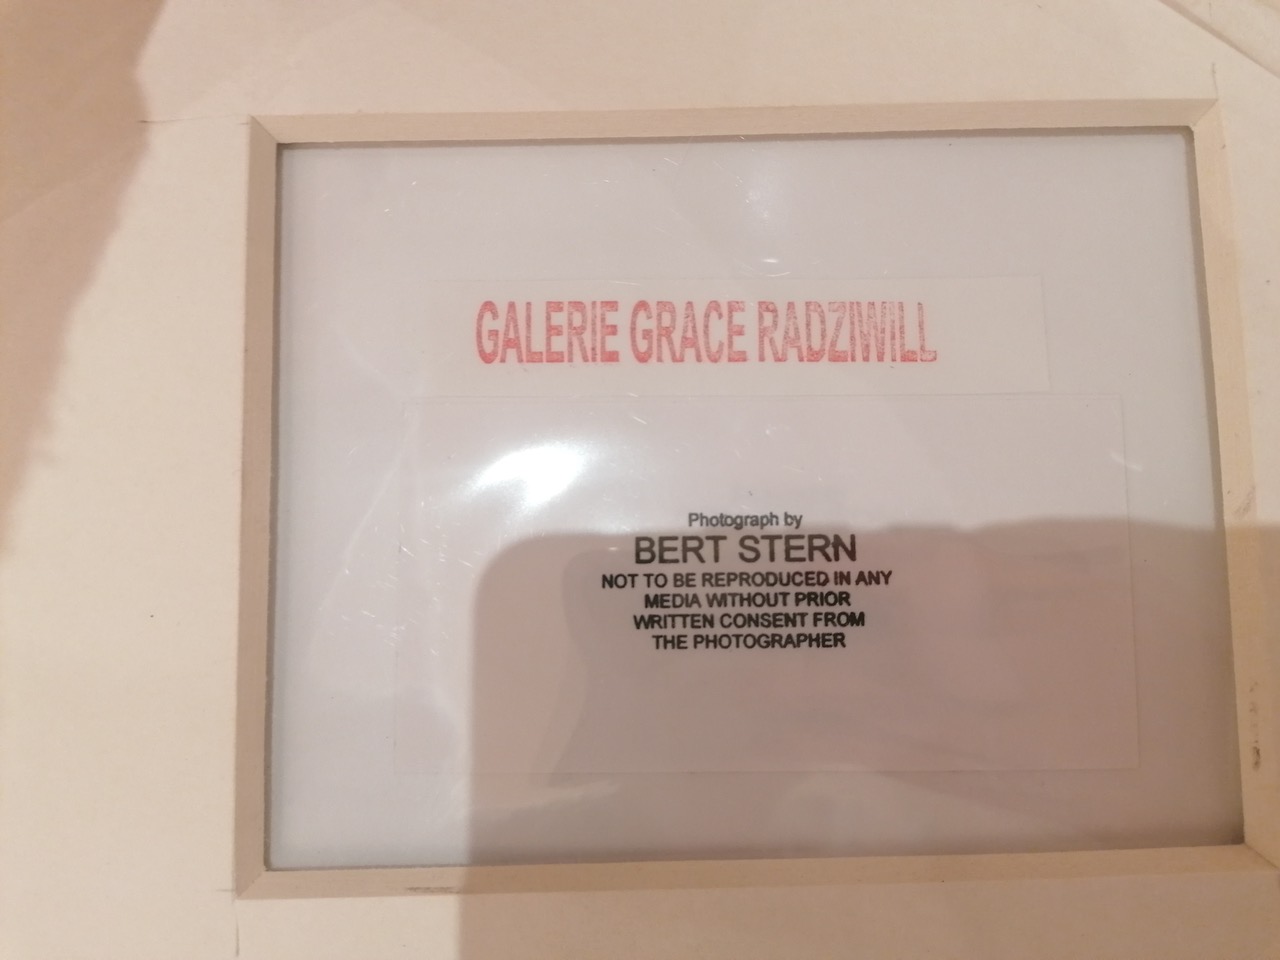 GALERIE GRACE RADZIWILL
Photograph by
BERT STERN
NOT TO BE REPRODUCED IN ANY
MEDIA WITHOUT PRIOR
WRITTEN CONSENT FROM
THE PHOTOGRAPHER